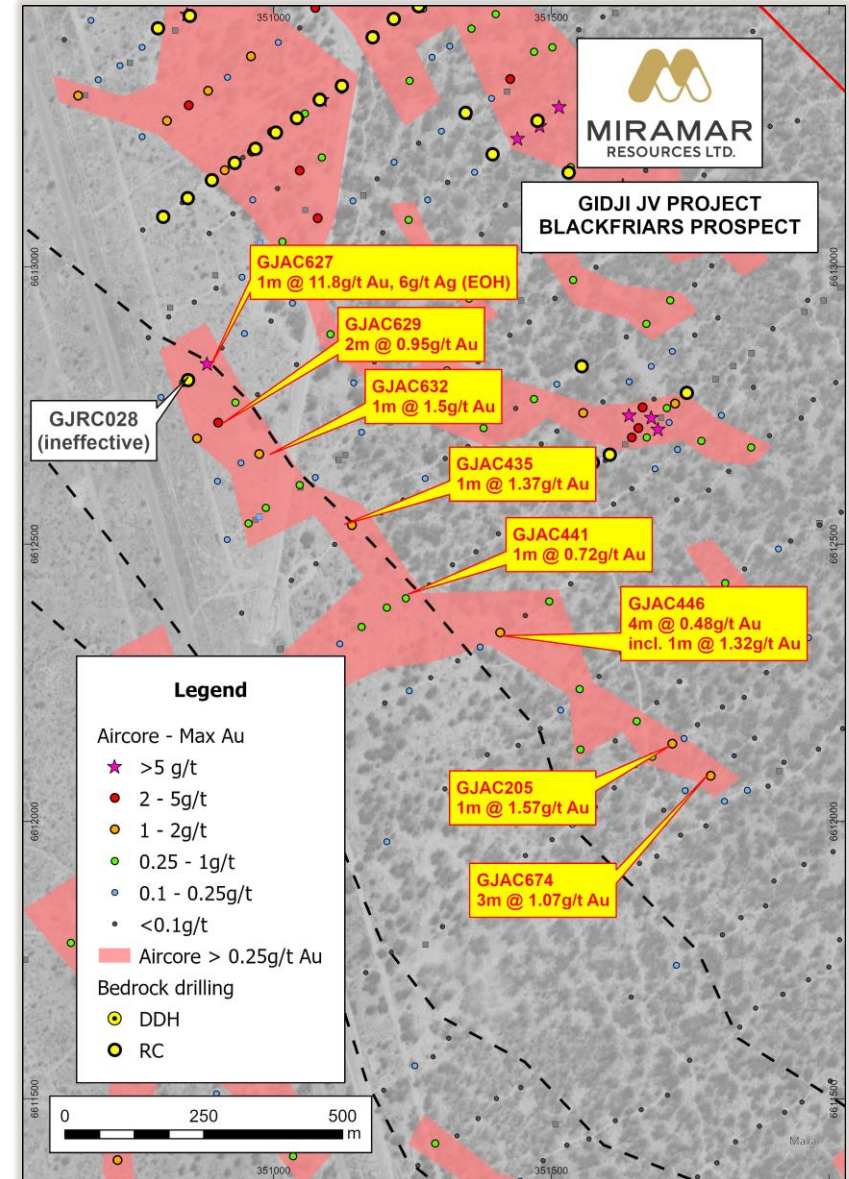 351000
351500
MIRAMAR
RESOURCES LTD.
GIDJI JV PROJECT
BLACKFRIARS PROSPECT
6613000
6613000
GJAC627
1m @ 11.8g/t Au, 6g/t Ag (EOH)
GJAC629
2m @ 0.95g/t Au
GJAC632
1m @ 1.5g/t Au
GJRC028
(ineffective)
GJAC435
1m @ 1.37g/t Au
6612500
6612500
GJAC441
1m @ 0.72g/t Au
GJAC446
4m @ 0.48g/t Au
incl. 1m @ 1.32g/t Au
Legend
Aircore - Max Au
>5 g/t
2 - 5g/t
1 - 2g/t
0.25 - 1g/t
0.1 - 0.25g/t
<0.1g/t
Aircore > 0.25g/t Au
Bedrock drilling
DDH
RC
GJAC205
1m @ 1.57g/t Au
6612000
GJAC674
3m @ 1.07g/t Au
6611500
6611500
0 250 500
m
351000
351500